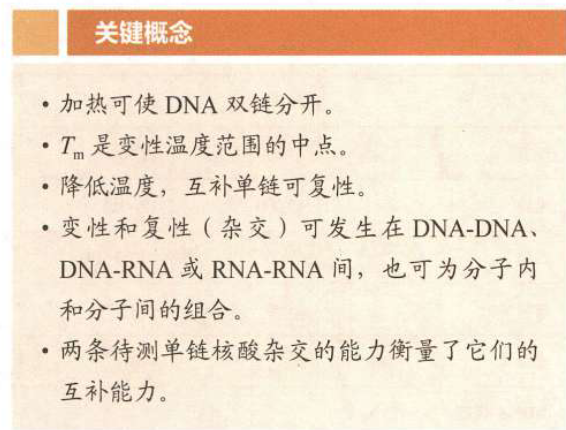 关键概念
• 加热可使 DNA 双链分开。
• Tm 是变性温度范围的中点。
• 降低温度，互补单链可复性。
• 变性和复性（杂交）可发生在 DNA-DNA、
DNA-RNA 或 RNA-RNA 间，也可为分子内
和分子间的组合。
• 两条待测单链核酸杂交的能力衡量了它们的
互补能力。